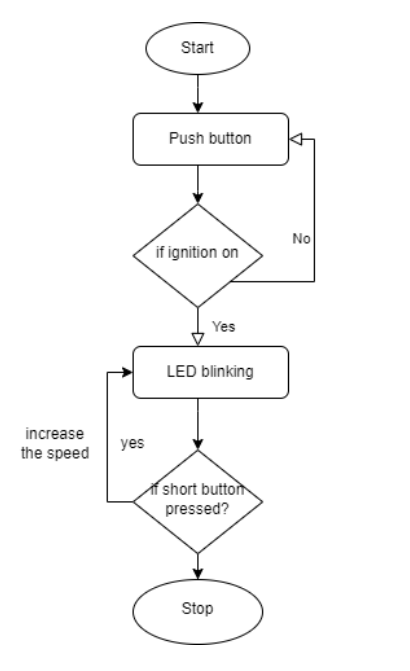 Start
Push button
if ignition on
No
Yes
LED blinking
increase
the speed
yes
if short button
pressed?
Stop